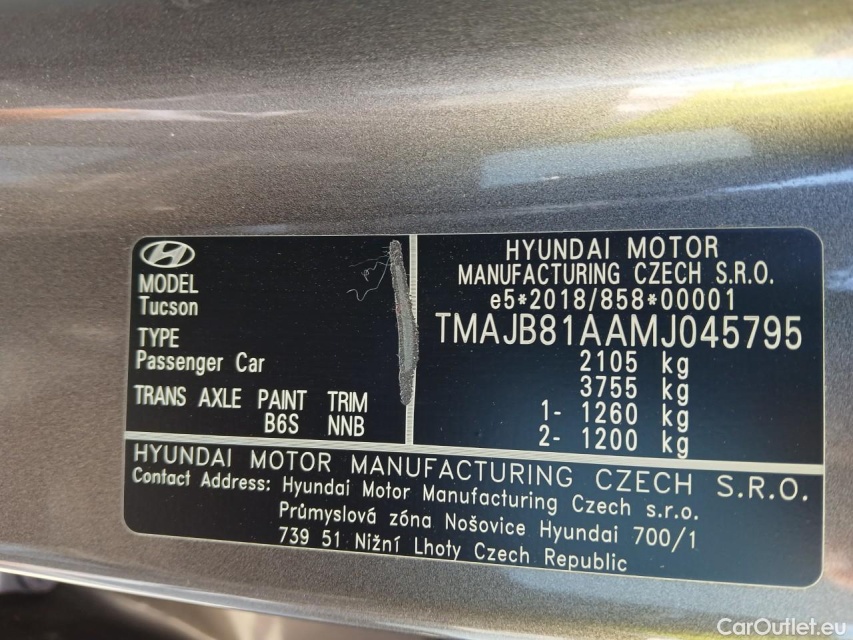 MODEL
Tucson
TYPE
Passenger Car
TRANS AXLE PAINT TRIM
B6S NNB
HYUNDAI MOTOR
MANUFACTURING CZECH S.R.O.
e5*2018/858*00001
TMAJB81AAMJ045795
2105 kg
3755 kg
1- 1260 kg
2- 1200 kg
HYUNDAI MOTOR MANUFACTURING CZECH S.R.O.
Contact Address: Hyundai Motor Manufacturing Czech s.r.o.
Průmyslová zóna Nošovice Hyundai 700/1
739 51 Nižní Lhoty Czech Republic
CarOutlet.eu